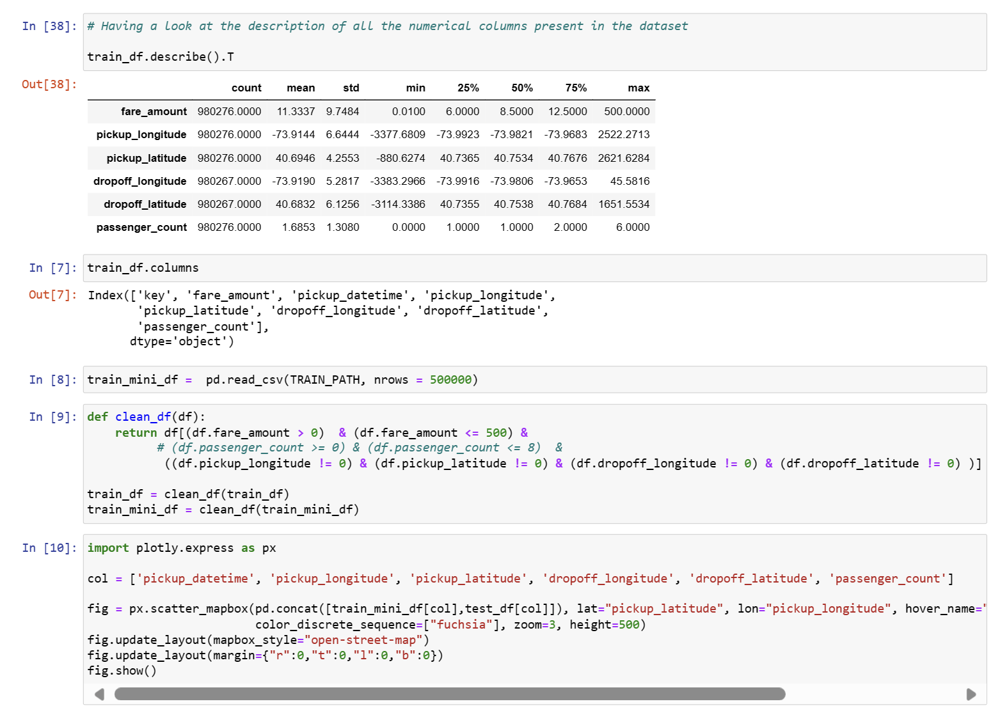 In [38]: # Having a look at the description of all the numerical columns present in the dataset
train_df.describe().T
Out[38]:
count mean std min 25% 50% 75% max
fare_amount 980276.0000 11.3337 9.7484 0.0100 6.0000 8.5000 12.5000 500.0000
pickup_longitude 980276.0000 -73.9144 6.6444 -3377.6809 -73.9923 -73.9821 -73.9683 2522.2713
pickup_latitude 980276.0000 40.6946 4.2553 -880.6274 40.7365 40.7534 40.7676 2621.6284
dropoff_longitude 980267.0000 -73.9190 5.2817 -3383.2966 -73.9916 -73.9806 -73.9653 45.5816
dropoff_latitude 980267.0000 40.6832 6.1256 -3114.3386 40.7355 40.7538 40.7684 1651.5534
passenger_count 980276.0000 1.6853 1.3080 0.0000 1.0000 1.0000 2.0000 6.0000
In [7]: train_df.columns
Out[7]: Index(['key', 'fare_amount', 'pickup_datetime', 'pickup_longitude',
'pickup_latitude', 'dropoff_longitude', 'dropoff_latitude',
'passenger_count'],
dtype='object')
In [8]: train_mini_df =  pd.read_csv(TRAIN_PATH, nrows = 500000)
In [9]: def clean_df(df):
return df[(df.fare_amount > 0)  & (df.fare_amount <= 500) &
# (df.passenger_count >= 0) & (df.passenger_count <= 8)  &
((df.pickup_longitude != 0) & (df.pickup_latitude != 0) & (df.dropoff_longitude != 0) & (df.dropoff_latitude != 0) )]
train_df = clean_df(train_df)
train_mini_df = clean_df(train_mini_df)
In [10]: import plotly.express as px
col = ['pickup_datetime', 'pickup_longitude', 'pickup_latitude', 'dropoff_longitude', 'dropoff_latitude', 'passenger_count']
fig = px.scatter_mapbox(pd.concat([train_mini_df[col],test_df[col]]), lat="pickup_latitude", lon="pickup_longitude", hover_name="
color_discrete_sequence=["fuchsia"], zoom=3, height=500)
fig.update_layout(mapbox_style="open-street-map")
fig.update_layout(margin={"r":0,"t":0,"l":0,"b":0})
fig.show()